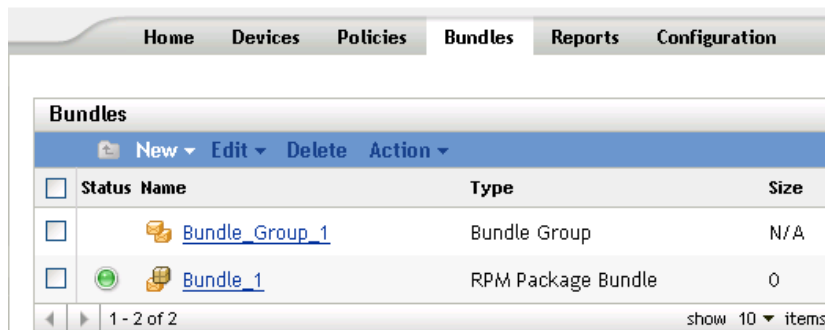 Home Devices Policies Bundles Reports Configuration
Bundles
New Edit Delete Action
Status Name Type Size
Bundle_Group_1 Bundle Group N/A
Bundle_1 RPM Package Bundle 0
1 - 2 of 2 show 10 items